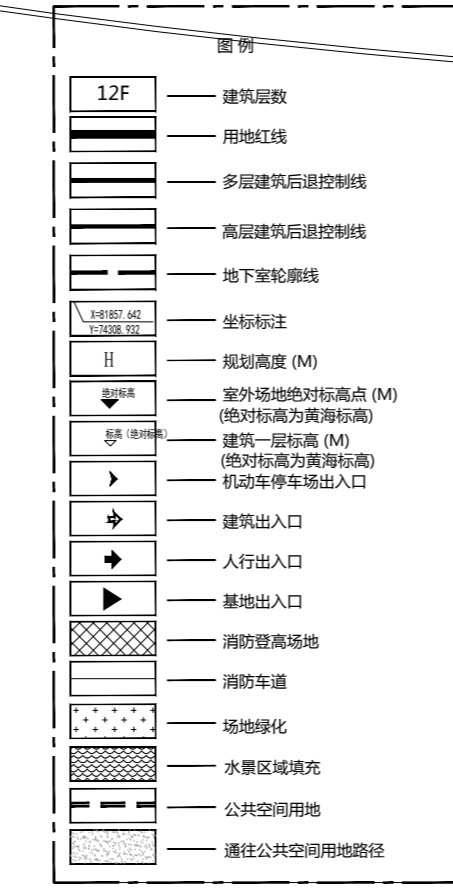 图 例
12F 建筑层数
用地红线
多层建筑后退控制线
高层建筑后退控制线
地下室轮廓线
X=81857.642
Y=74308.932
坐标标注
H 规划高度 (M)
绝对标高 室外场地绝对标高点 (M)
(绝对标高为黄海标高)
标高 (绝对标高) 建筑一层标高 (M)
(绝对标高为黄海标高)
机动车停车场出入口
建筑出入口
人行出入口
基地出入口
消防登高场地
消防车道
场地绿化
水景区域填充
公共空间用地
通往公共空间用地路径